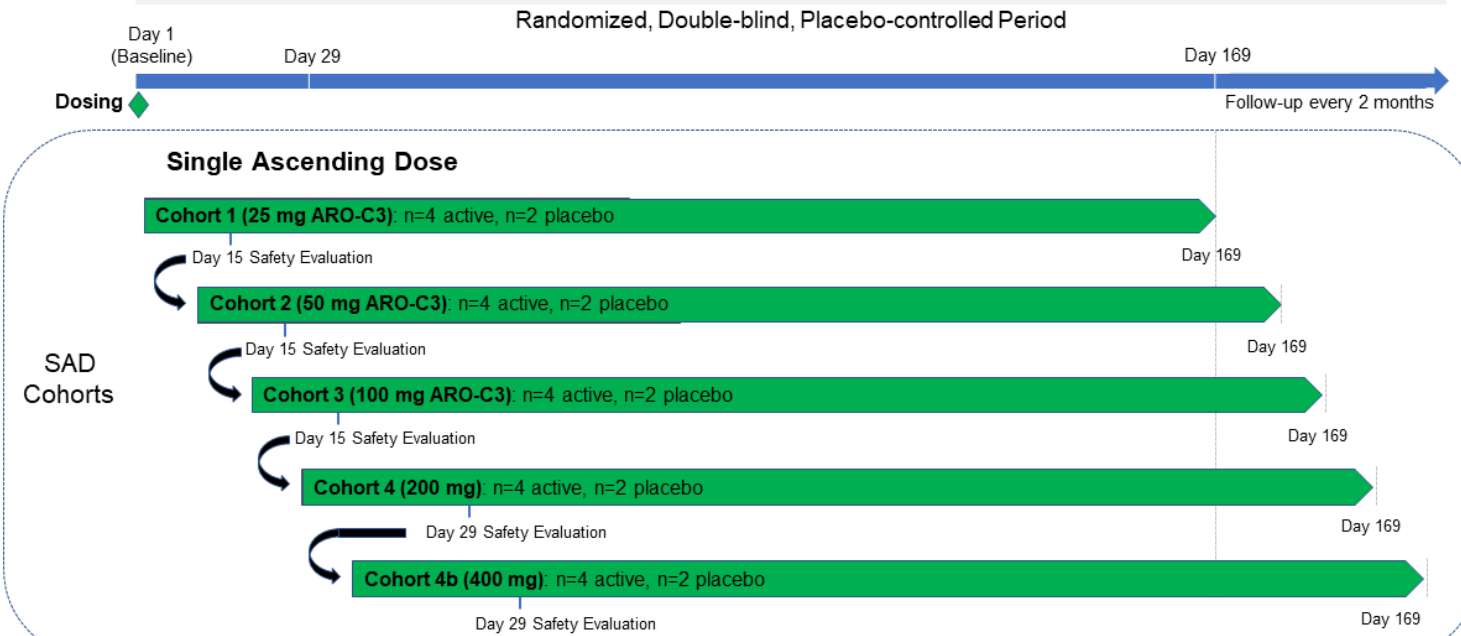 Randomized, Double-blind, Placebo-controlled Period
Day 1
(Baseline)
Day 29
Day 169
Dosing
Follow-up every 2 months
Single Ascending Dose
Cohort 1 (25 mg ARO-C3): n=4 active, n=2 placebo
Day 15 Safety Evaluation
Day 169
Cohort 2 (50 mg ARO-C3): n=4 active, n=2 placebo
Day 15 Safety Evaluation
Day 169
SAD
Cohorts
Cohort 3 (100 mg ARO-C3): n=4 active, n=2 placebo
Day 15 Safety Evaluation
Day 169
Cohort 4 (200 mg): n=4 active, n=2 placebo
Day 29 Safety Evaluation
Day 169
Cohort 4b (400 mg): n=4 active, n=2 placebo
Day 29 Safety Evaluation
Day 169